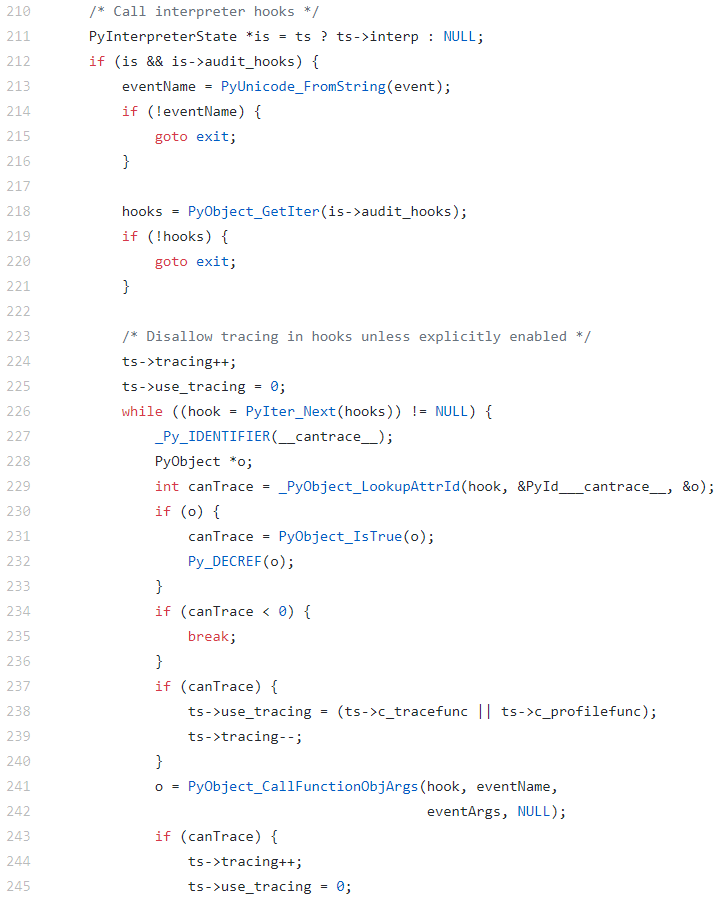 210 /* Call interpreter hooks */
211 PyInterpreterState *is = ts ? ts->interp : NULL;
212 if (is && is->audit_hooks) {
213 eventName = PyUnicode_FromString(event);
214 if (!eventName) {
215 goto exit;
216 }
217
218 hooks = PyObject_GetIter(is->audit_hooks);
219 if (!hooks) {
220 goto exit;
221 }
222
223 /* Disallow tracing in hooks unless explicitly enabled */
224 ts->tracing++;
225 ts->use_tracing = 0;
226 while ((hook = PyIter_Next(hooks)) != NULL) {
227 _Py_IDENTIFIER(__cantrace__);
228 PyObject *o;
229 int canTrace = _PyObject_LookupAttrId(hook, &PyId___cantrace__, &o);
230 if (o) {
231 canTrace = PyObject_IsTrue(o);
232 Py_DECREF(o);
233 }
234 if (canTrace < 0) {
235 break;
236 }
237 if (canTrace) {
238 ts->use_tracing = (ts->c_tracefunc || ts->c_profilefunc);
239 ts->tracing--;
240 }
241 o = PyObject_CallFunctionObjArgs(hook, eventName,
242 eventArgs, NULL);
243 if (canTrace) {
244 ts->tracing++;
245 ts->use_tracing = 0;